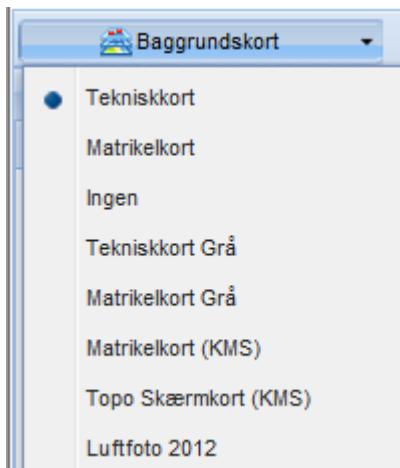 Baggrundskort
Tekniskkort
Matrikelkort
Ingen
Tekniskkort Grå
Matrikelkort Grå
Matrikelkort (KMS)
Topo Skærmkort (KMS)
Luftfoto 2012